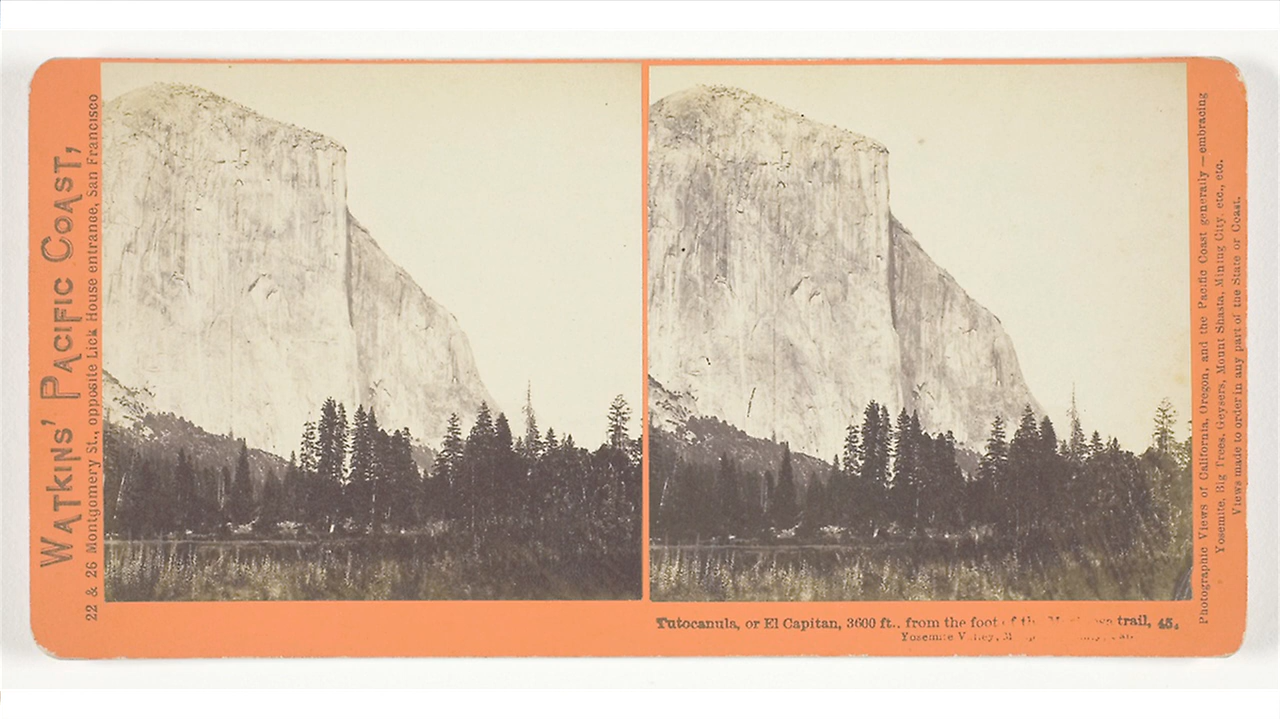 WATKINS' PACIFIC COAST,
22 & 26 Montgomery St., opposite Lick House entrance, San Francisco
Tutocanula, or El Capitan, 3600 ft., from the foot of the trail, 45.
Yosemite Valley,
Photographic Views of California, Oregon, and the Pacific Coast generally—embracing
Yosemite, Big Trees, Geysers, Mount Shasta, Mining City, etc., etc.
Views made to order in any part of the State or Coast.